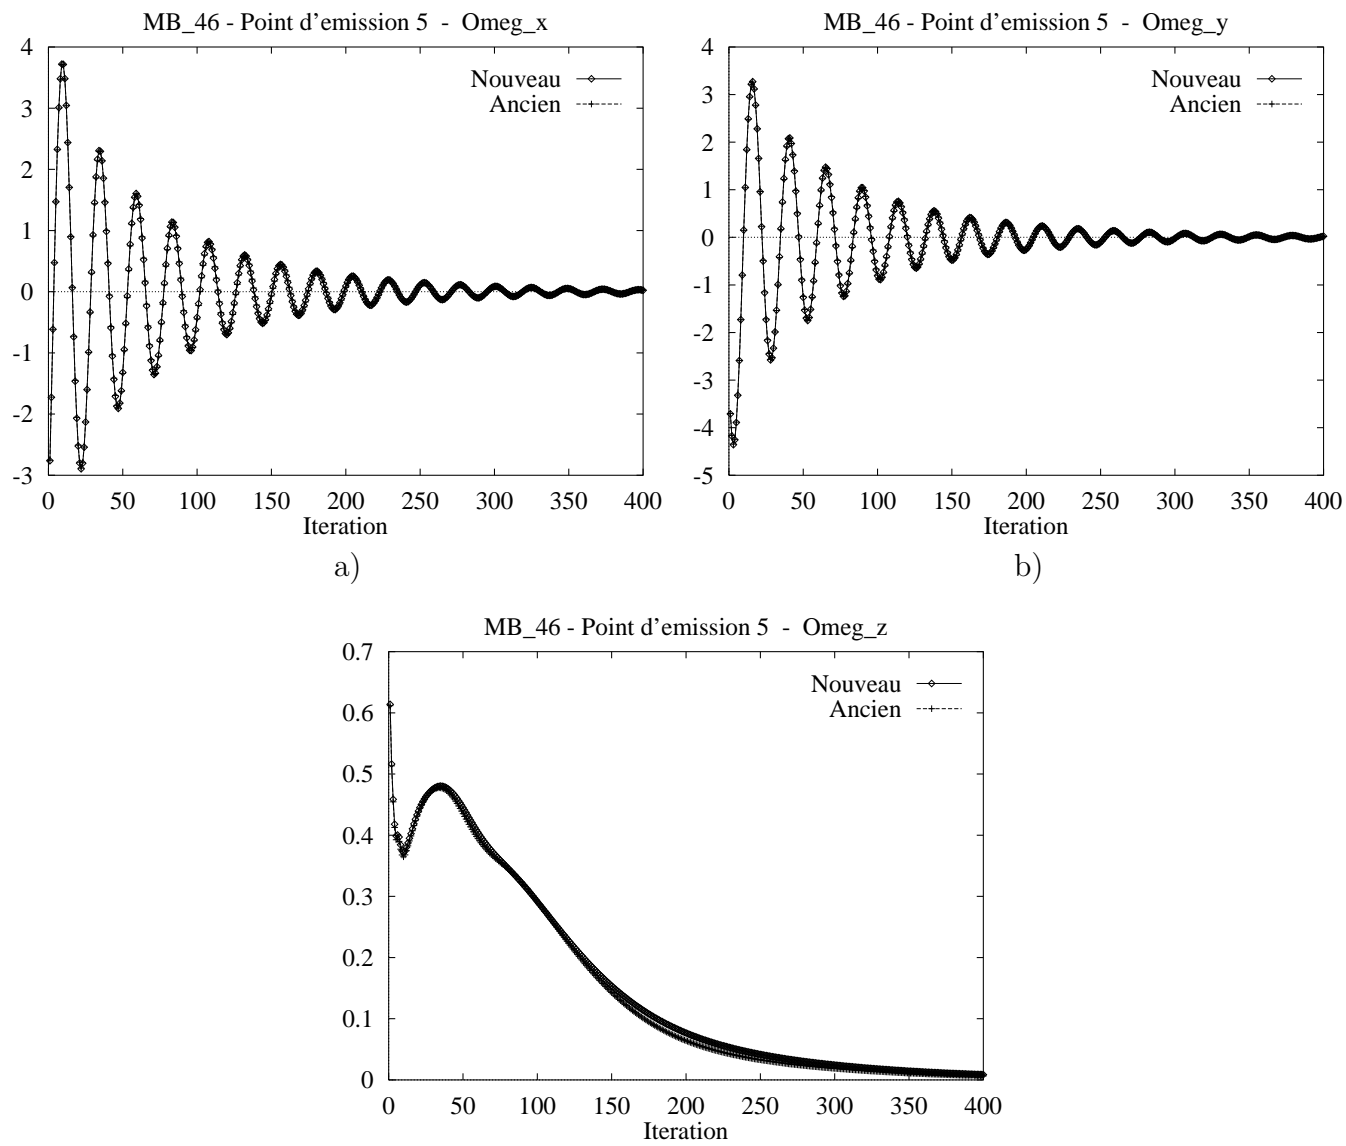 MB_46 - Point d'emission 5 - Omeg_x
4
3
2
1
0
-1
-2
-3
Nouveau
Ancien
0 50 100 150 200 250 300 350 400
Iteration
a)
MB_46 - Point d'emission 5 - Omeg_y
4
3
2
1
0
-1
-2
-3
-4
-5
Nouveau
Ancien
0 50 100 150 200 250 300 350 400
Iteration
b)
MB_46 - Point d'emission 5 - Omeg_z
0.7
0.6
0.5
0.4
0.3
0.2
0.1
0
Nouveau
Ancien
0 50 100 150 200 250 300 350 400
Iteration